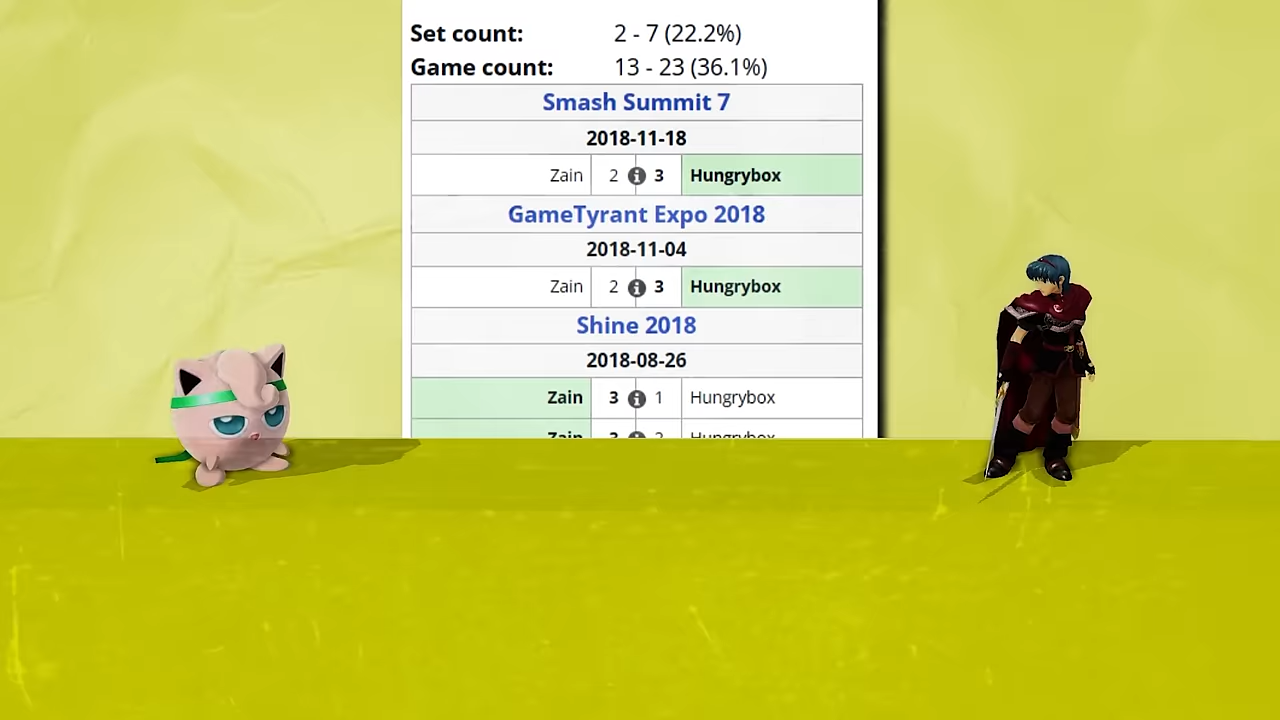 Set count: 2 - 7 (22.2%)
Game count: 13 - 23 (36.1%)
Smash Summit 7
2018-11-18
Zain 2 3 Hungrybox
GameTyrant Expo 2018
2018-11-04
Zain 2 3 Hungrybox
Shine 2018
2018-08-26
Zain 3 1 Hungrybox